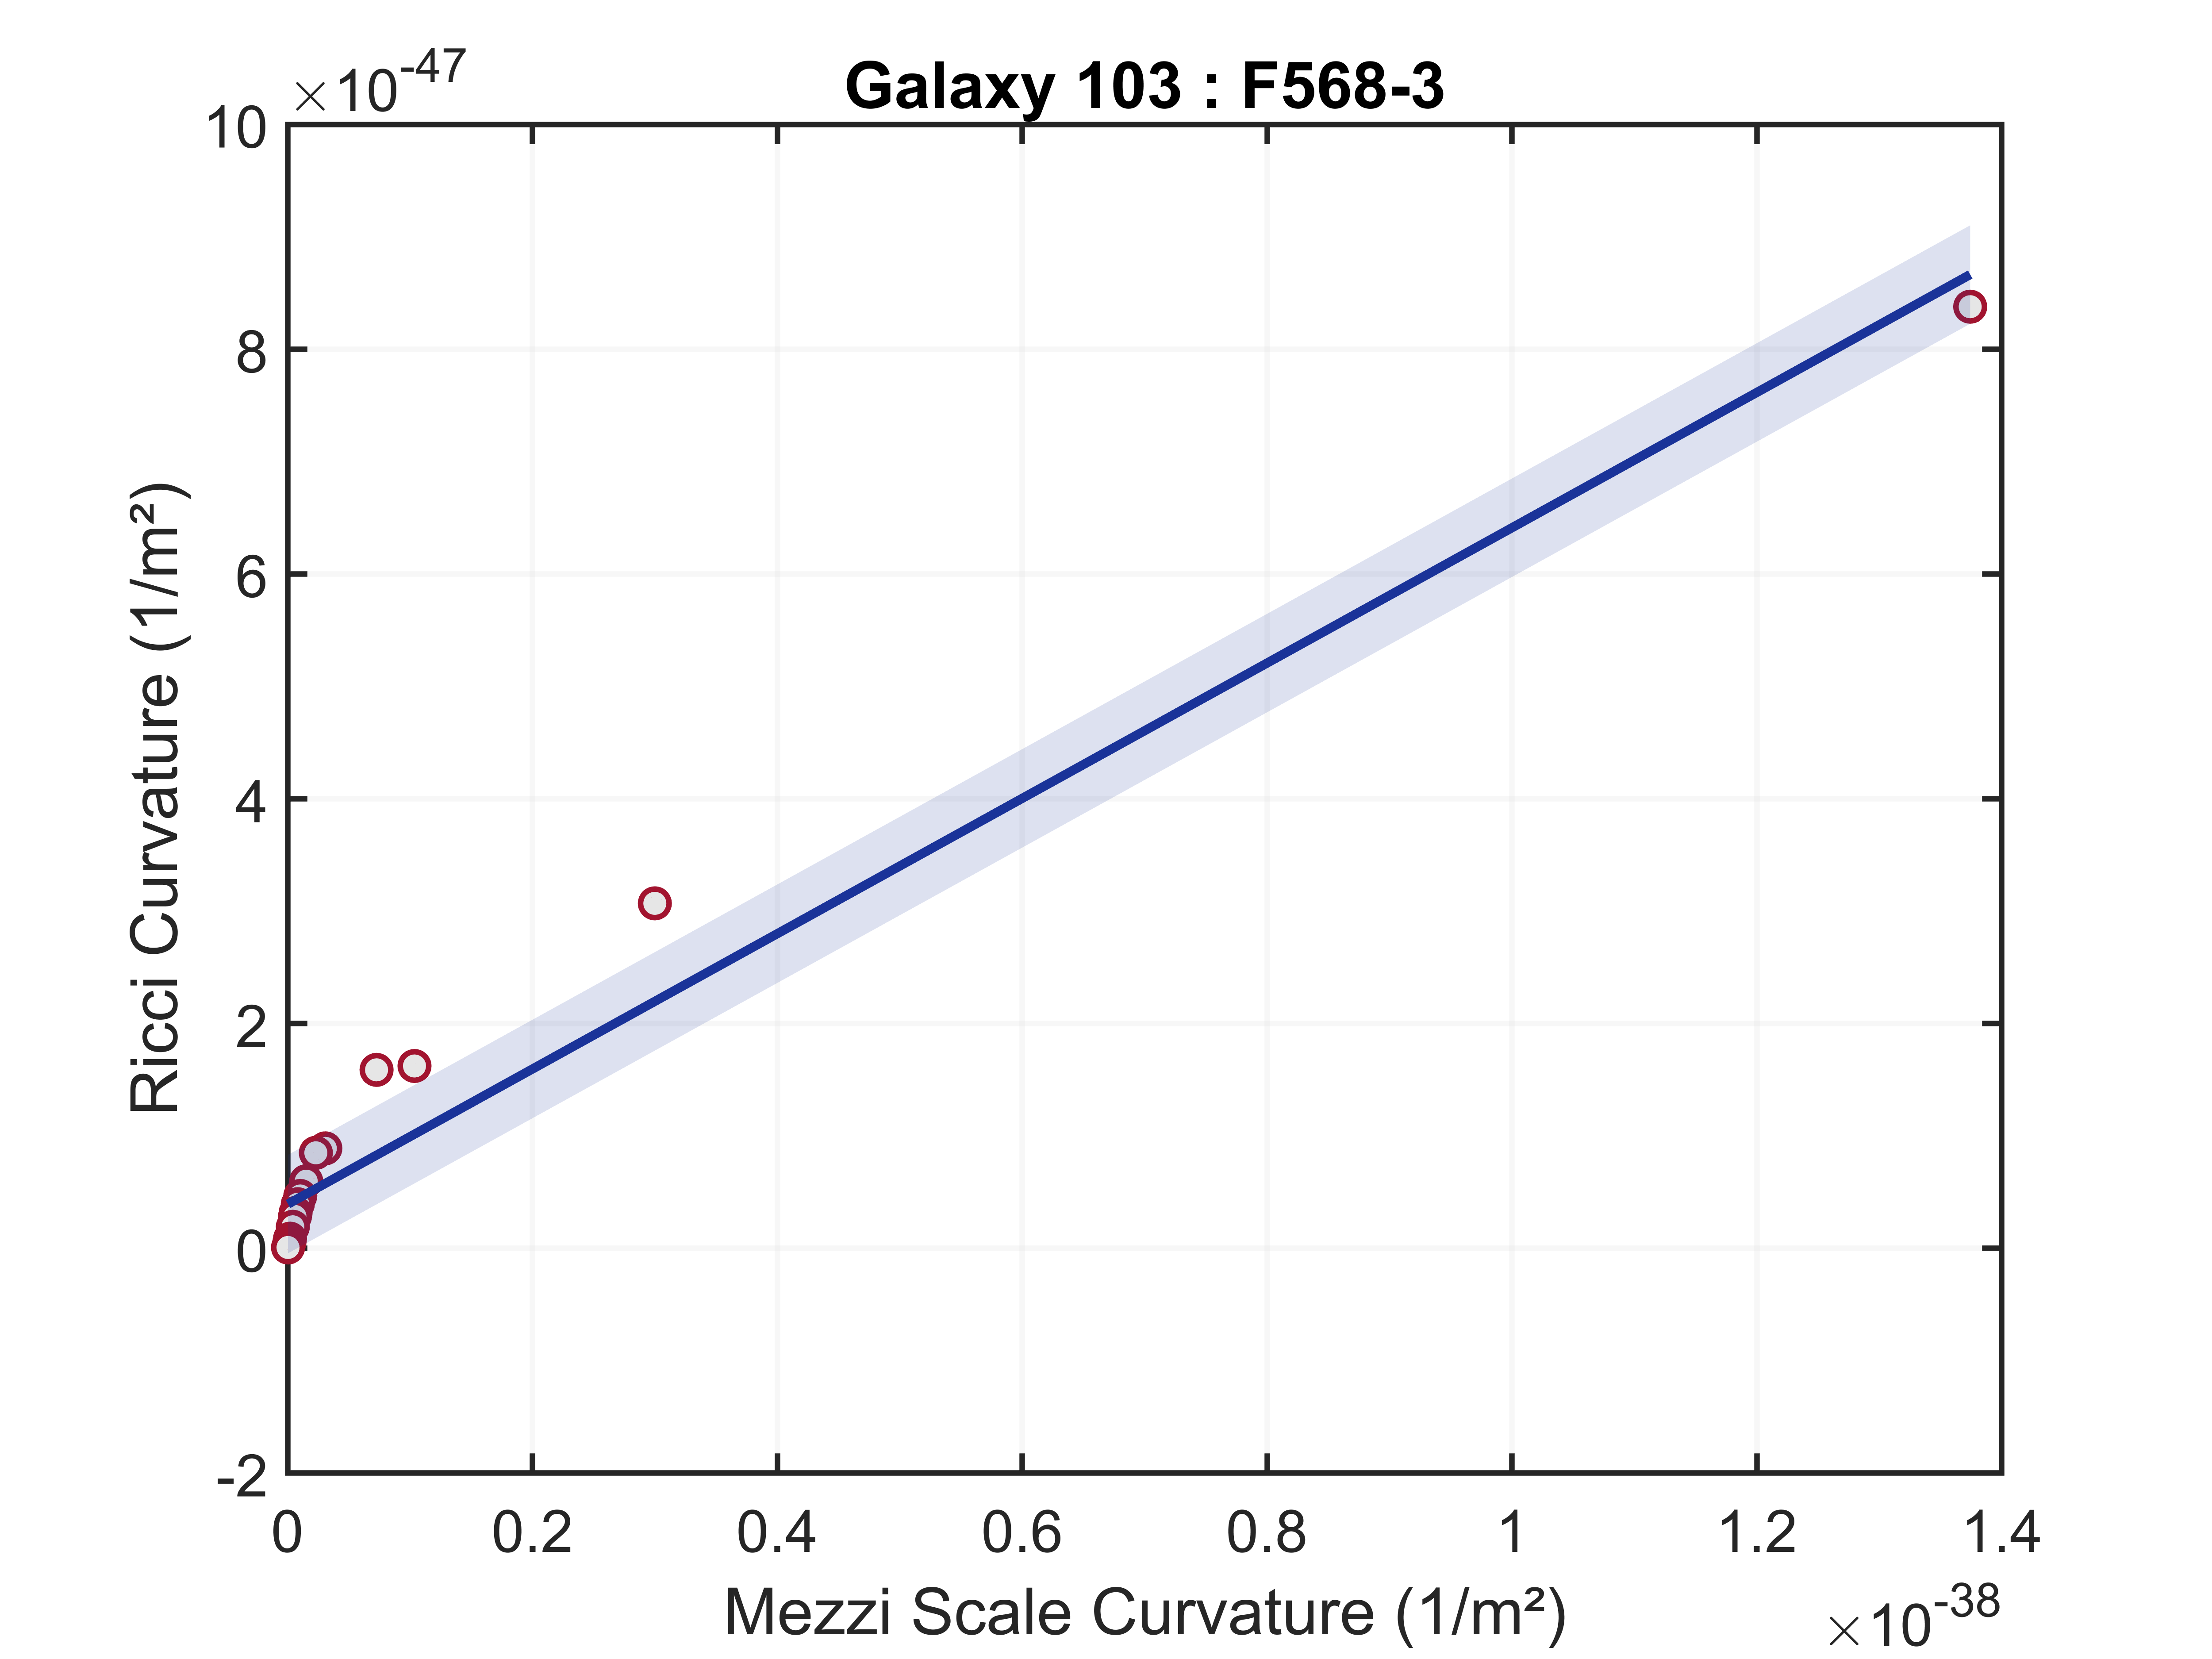 ×10^-47
Galaxy 103 : F568-3
10
8
6
4
2
0
-2
Ricci Curvature (1/m²)
0 0.2 0.4 0.6 0.8 1 1.2 1.4
Mezzi Scale Curvature (1/m²)
×10^-38